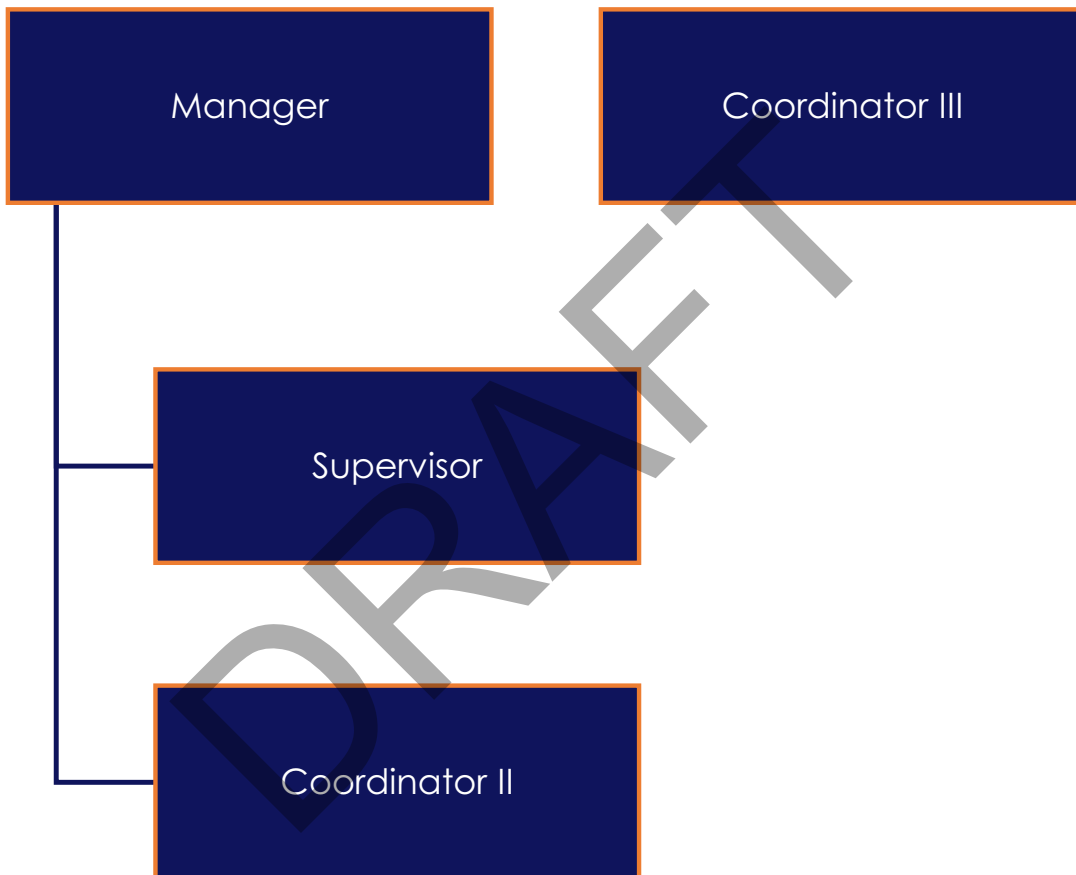 Manager
Coordinator III
Supervisor
Coordinator II
DRAFT